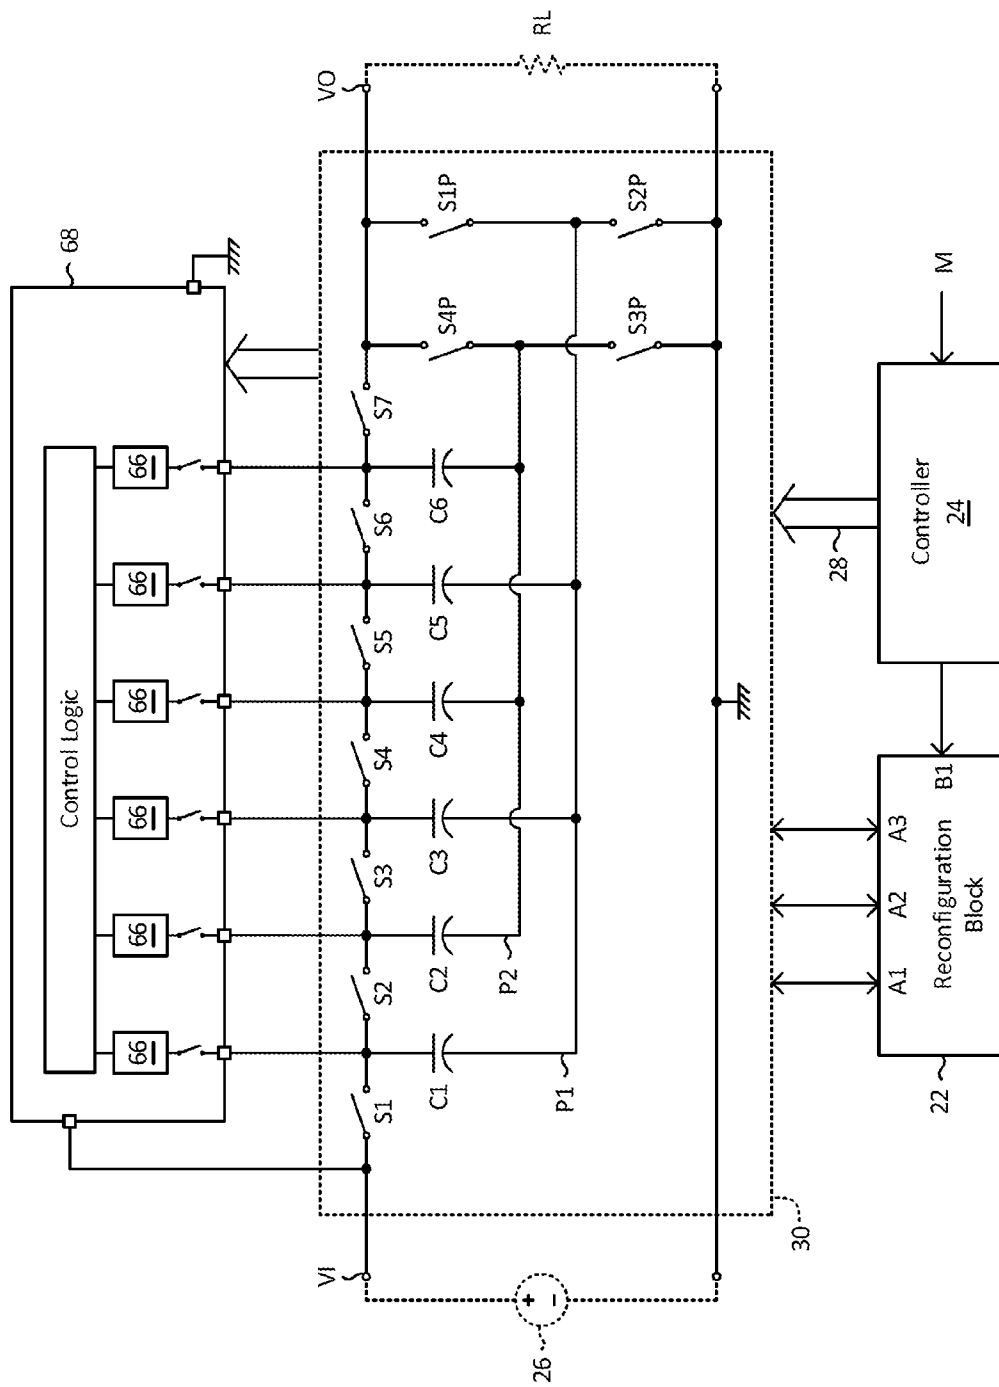 68
Control Logic
66 66 66 66 66 66
VI
VO
S1 S2 S3 S4 S5 S6 S7
C1 C2 C3 C4 C5 C6
S4P S1P
P2
P1
S3P S2P
26
RL
30
28
A1 A2 A3
B1
Reconfiguration
Block
22
Controller
24
M